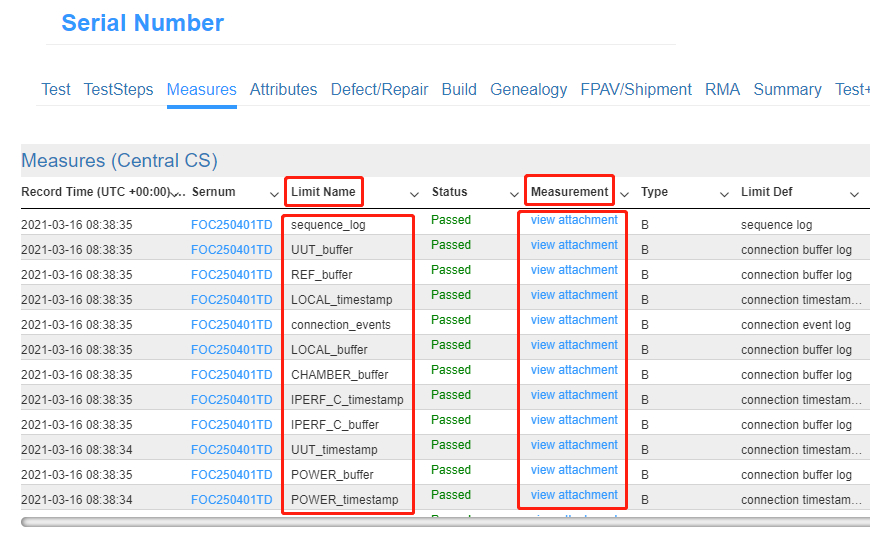 Serial Number
Test TestSteps Measures Attributes Defect/Repair Build Genealogy FPAV/Shipment RMA Summary Test+
Measures (Central CS)
Record Time (UTC +00:00)... Sernum Limit Name Status Measurement Type Limit Def
2021-03-16 08:38:35 FOC250401TD sequence_log Passed view attachment B sequence log
2021-03-16 08:38:35 FOC250401TD UUT_buffer Passed view attachment B connection buffer log
2021-03-16 08:38:35 FOC250401TD REF_buffer Passed view attachment B connection buffer log
2021-03-16 08:38:35 FOC250401TD LOCAL_timestamp Passed view attachment B connection timestam...
2021-03-16 08:38:35 FOC250401TD connection_events Passed view attachment B connection event log
2021-03-16 08:38:35 FOC250401TD LOCAL_buffer Passed view attachment B connection buffer log
2021-03-16 08:38:35 FOC250401TD CHAMBER_buffer Passed view attachment B connection buffer log
2021-03-16 08:38:35 FOC250401TD IPERF_C_timestamp Passed view attachment B connection timestam...
2021-03-16 08:38:35 FOC250401TD IPERF_C_buffer Passed view attachment B connection buffer log
2021-03-16 08:38:34 FOC250401TD UUT_timestamp Passed view attachment B connection timestam...
2021-03-16 08:38:35 FOC250401TD POWER_buffer Passed view attachment B connection buffer log
2021-03-16 08:38:34 FOC250401TD POWER_timestamp Passed view attachment B connection timestam...